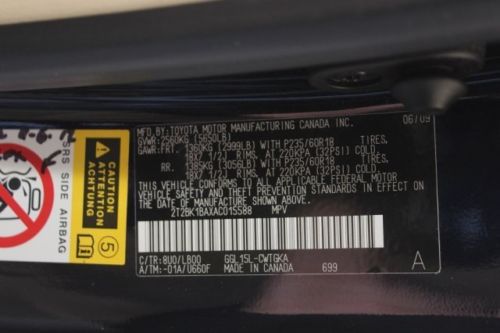 MFD. BY: TOYOTA MOTOR MANUFACTURING CANADA INC. 06/09
GVWR: 2560KG (5650LB)
GAWR: FRT. 1360KG (2999LB) WITH P235/60R18 TIRES,
18X7 1/2J RIMS, AT 220KPA (32PSI) COLD.
RR. 1385KG (3056LB) WITH P235/60R18 TIRES,
18X7 1/2J RIMS, AT 220KPA (32PSI) COLD.
THIS VEHICLE CONFORMS TO ALL APPLICABLE FEDERAL MOTOR
VEHICLE SAFETY AND THEFT PREVENTION STANDARDS IN EFFECT ON
THE DATE OF MANUFACTURE SHOWN ABOVE.
2T2BK1BAXAC015588 MPV
C/TR: 8U0/LB00 GGL15L-CWTGKA
A/TM: -01A/U660F MADE IN CANADA 699 A
SRS SIDE AIRBAG
CAUTION
ACHTUNG
ATTENTION
5